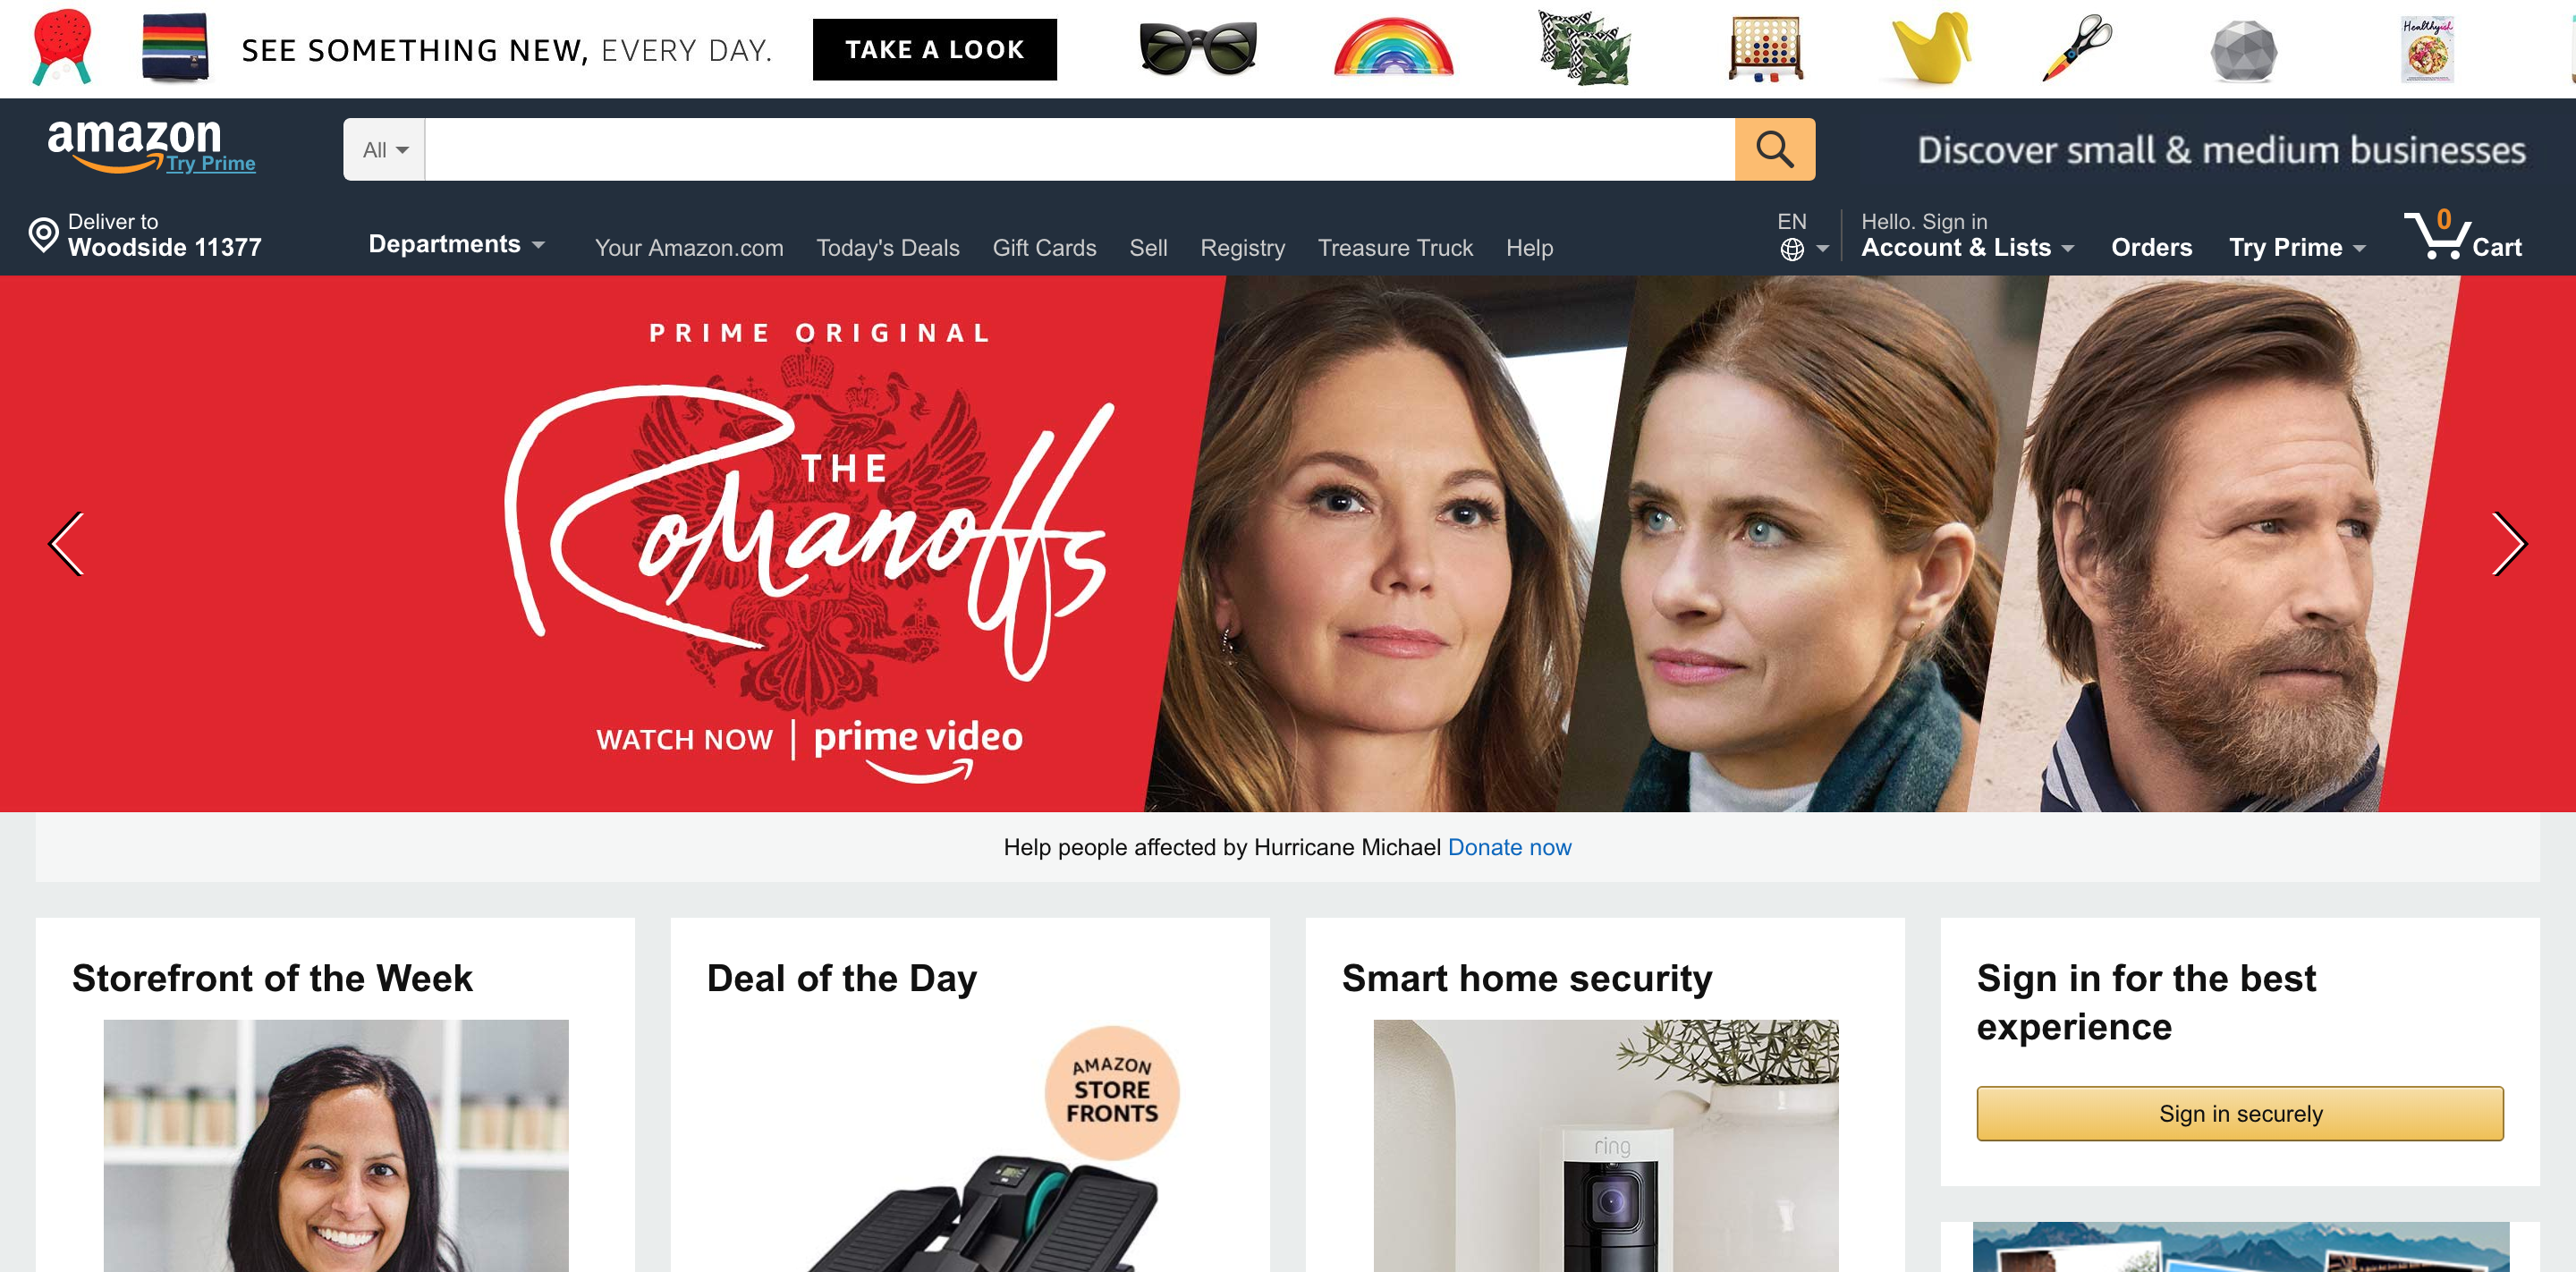 SEE SOMETHING NEW, EVERY DAY.
TAKE A LOOK
Healthyish
amazon
Try Prime
All
Discover small & medium businesses
Deliver to
Woodside 11377
Departments
Your Amazon.com
Today's Deals
Gift Cards
Sell
Registry
Treasure Truck
Help
EN
Hello. Sign in
Account & Lists
Orders
Try Prime
0
Cart
PRIME ORIGINAL
THE
Romanoffs
WATCH NOW | prime video
Help people affected by Hurricane Michael Donate now
Storefront of the Week
Deal of the Day
AMAZON
STORE
FRONTS
Smart home security
ring
Sign in for the best
experience
Sign in securely